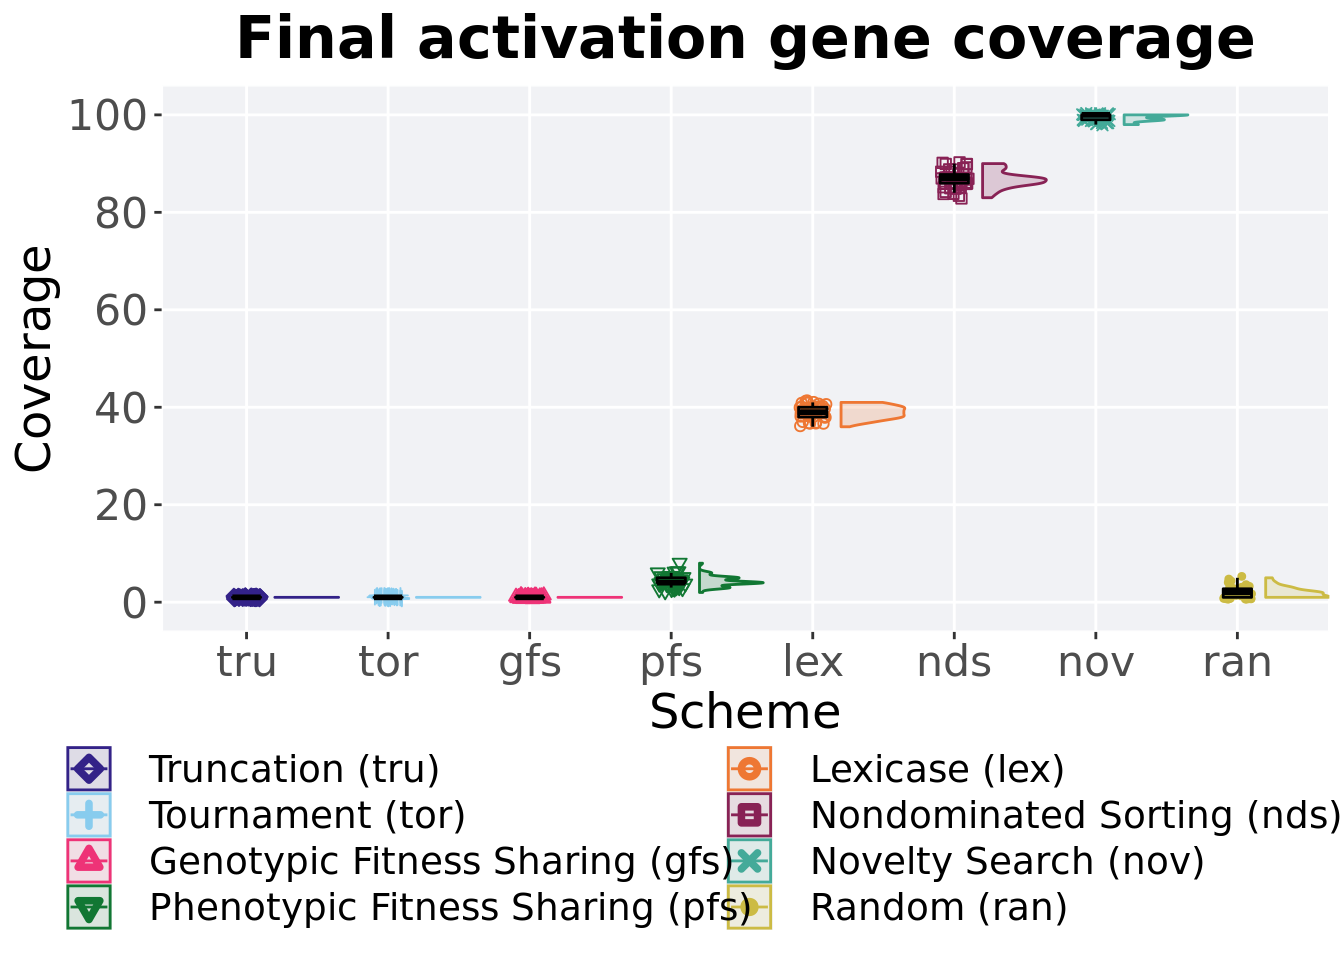 Final activation gene coverage
Coverage
100
80
60
40
20
0
tru tor gfs pfs lex nds nov ran
Scheme
Truncation (tru)
Tournament (tor)
Genotypic Fitness Sharing (gfs)
Phenotypic Fitness Sharing (pfs)
Lexicase (lex)
Nondominated Sorting (nds)
Novelty Search (nov)
Random (ran)